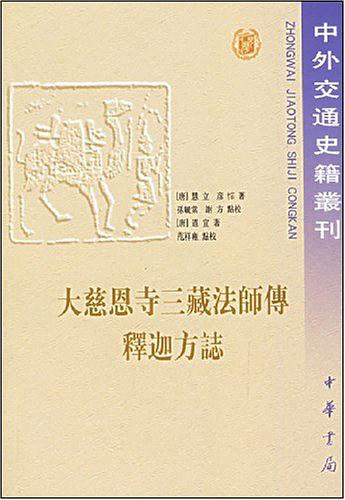 中外交通史籍叢刊
ZHONGWAI JIAOTONG SHIJI CONGKAN
[唐] 慧立 彦悰 著
孫毓棠 謝方 點校
[唐] 道宣 著
范祥雍 點校
大慈恩寺三藏法師傳
釋迦方誌
中華書局